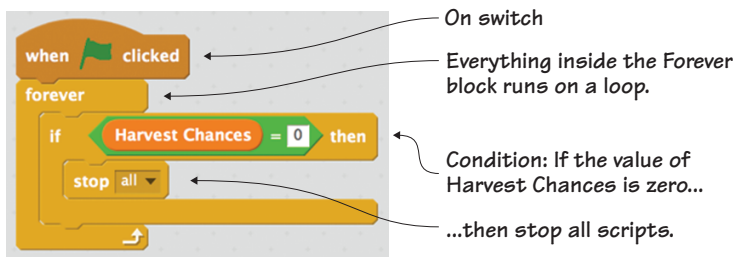 when clicked
forever
if Harvest Chances = 0 then
stop all
On switch
Everything inside the Forever
block runs on a loop.
Condition: If the value of
Harvest Chances is zero...
...then stop all scripts.